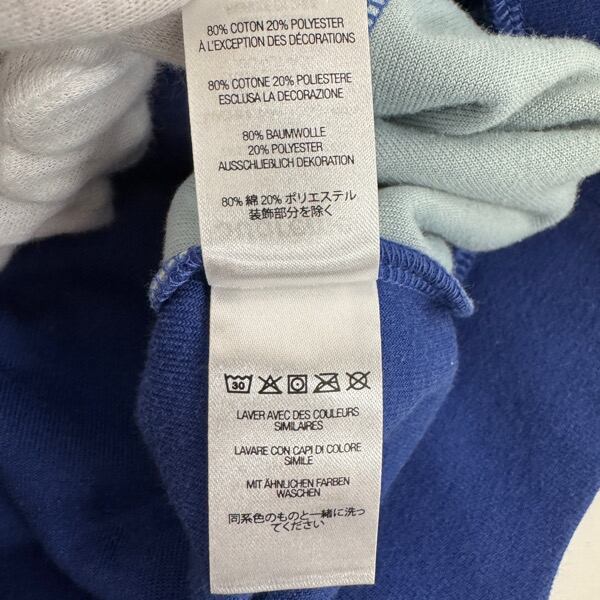 80% COTON 20% POLYESTER
À L'EXCEPTION DES DÉCORATIONS
80% COTONE 20% POLIESTERE
ESCLUSA LA DECORAZIONE
80% BAUMWOLLE
20% POLYESTER
AUSSCHLIEßLICH DEKORATION
80% 綿 20% ポリエステル
装飾部分を除く
30
LAVER AVEC DES COULEURS
SIMILAIRES
LAVARE CON CAPI DI COLORE
SIMILE
MIT ÄHNLICHEN FARBEN
WASCHEN
同系色のものと一緒に洗っ
てください